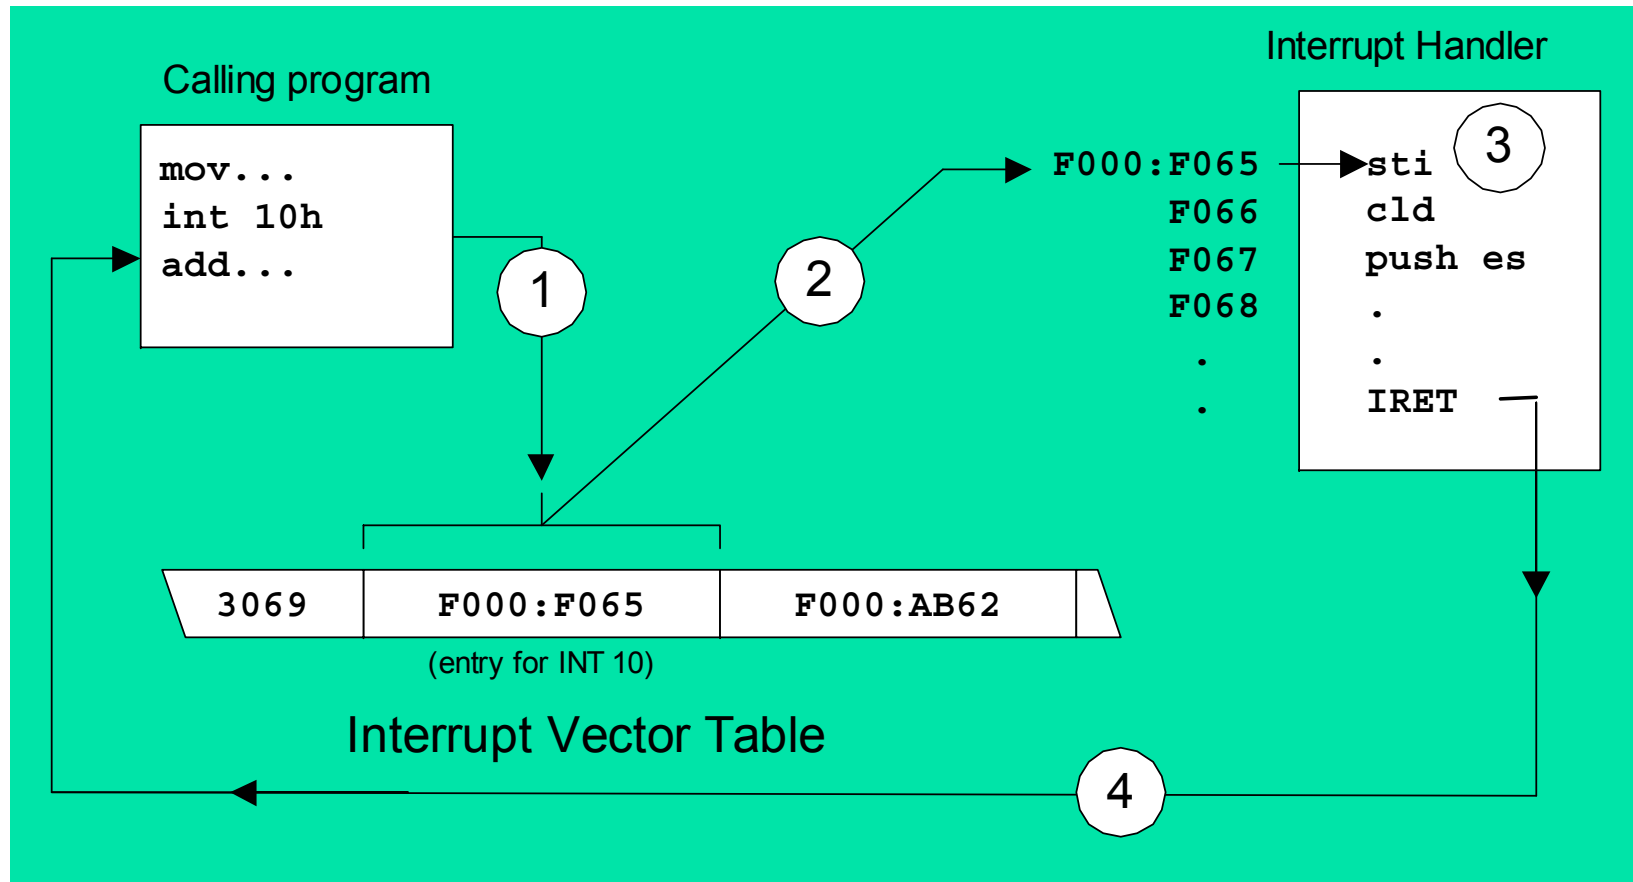 Interrupt Handler
Calling program
mov...
int 10h
add...
1
2
3
F000:F065
F066
F067
F068
.
.
sti
cld
push es
.
.
IRET
3069
F000:F065
F000:AB62
(entry for INT 10)
Interrupt Vector Table
4